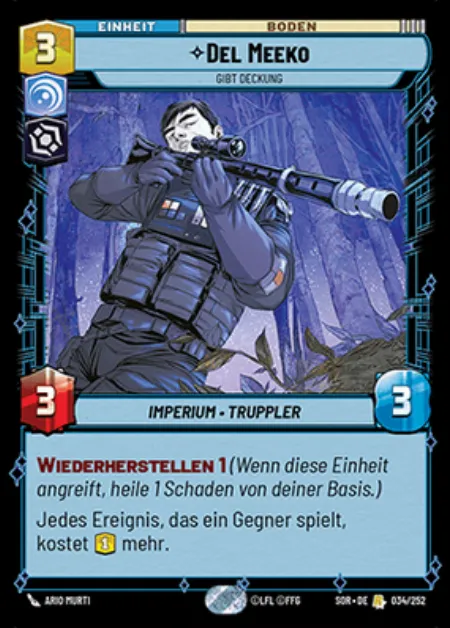 3
EINHEIT
BODEN
DEL MEEKO
GIBT DECKUNG
3
IMPERIUM • TRUPPLER
3
WIEDERHERSTELLEN 1 (Wenn diese Einheit
angreift, heile 1 Schaden von deiner Basis.)
Jedes Ereignis, das ein Gegner spielt,
kostet 1 mehr.
ARIO MURTI
©LFL ©FFG
SOR • DE
R
034/252